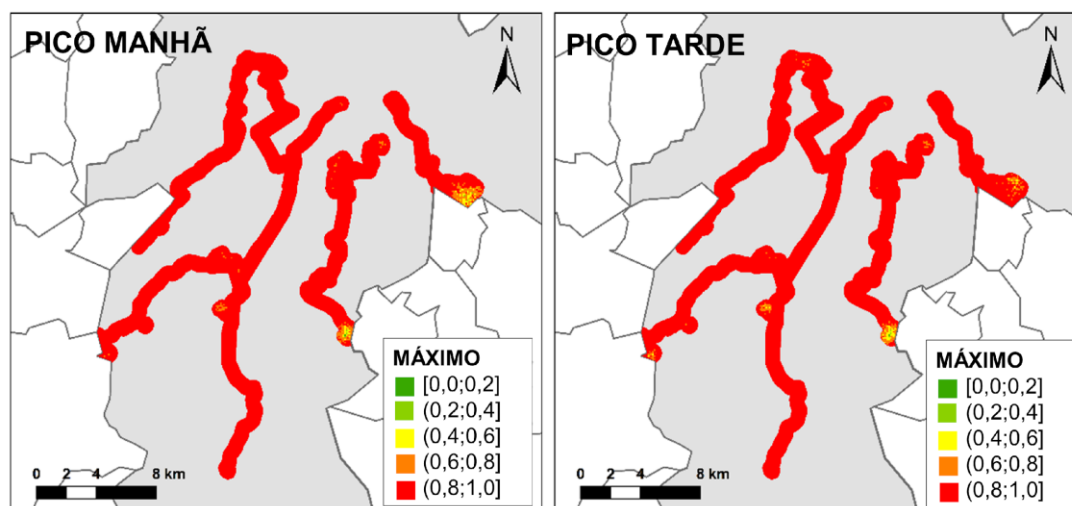 PICO MANHÃ
N
MÁXIMO
[0,0;0,2]
(0,2;0,4]
(0,4;0,6]
(0,6;0,8]
(0,8;1,0]
0 2 4 8 km
PICO TARDE
N
MÁXIMO
[0,0;0,2]
(0,2;0,4]
(0,4;0,6]
(0,6;0,8]
(0,8;1,0]
0 2 4 8 km